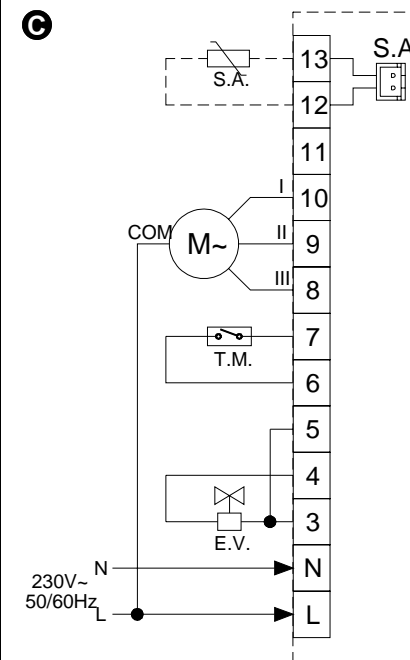 C
13
S.A
S.A.
12
11
I
10
COM
M~
II
9
III
8
7
T.M.
6
5
4
3
E.V.
N
N
230V~
50/60Hz
L
L